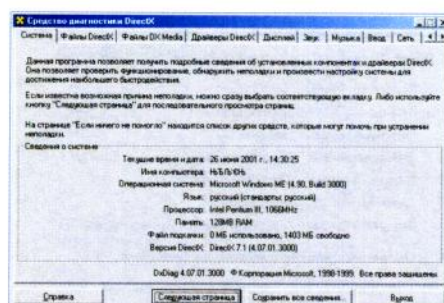 Средство диагностики DirectX
Система Файлы DirectX Файлы DX Media Драйверы DirectX Дисплей Звук Музыка Ввод Сеть
Данная программа позволяет получить подробные сведения об установленных компонентах и драйверах DirectX.
Она позволяет проверить функционирование, обнаружить неполадки и произвести настройку системы для
достижения наибольшего быстродействия.
Если известна возможная причина неполадки, можно сразу выбрать соответствующую вкладку. Либо используйте
кнопку "Следующая страница" для последовательного просмотра страниц.
На странице "Если ничего не помогло" находится список других средств, которые могут помочь при устранении
неполадки.
Сведения о системе
Текущие время и дата: 26 июня 2001 г., 14:30:25
Имя компьютера:
Операционная система: Microsoft Windows ME (4.90, Build 3000)
Язык: русский (стандарты: русский)
Процессор: Intel Pentium III, 1066MHz
Память: 128MB RAM
Файл подкачки: 0 МБ использовано, 1403 МБ свободно
Версия DirectX: DirectX 7.1 (4.07.01.3000)
DxDiag 4.07.01.3000 © Корпорация Microsoft, 1998-1999. Все права защищены.
Справка Следующая страница Сохранить все сведения... Выход